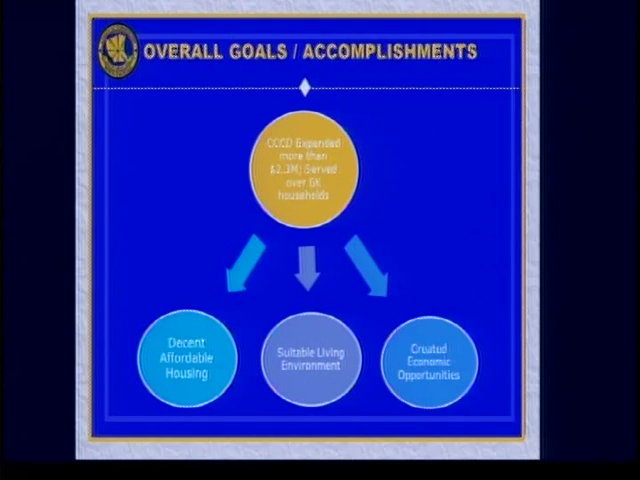 OVERALL GOALS / ACCOMPLISHMENTS
CCCD Expended
more than
$2.3M; Served
over 6K
households
Decent
Affordable
Housing
Suitable Living
Environment
Created
Economic
Opportunities